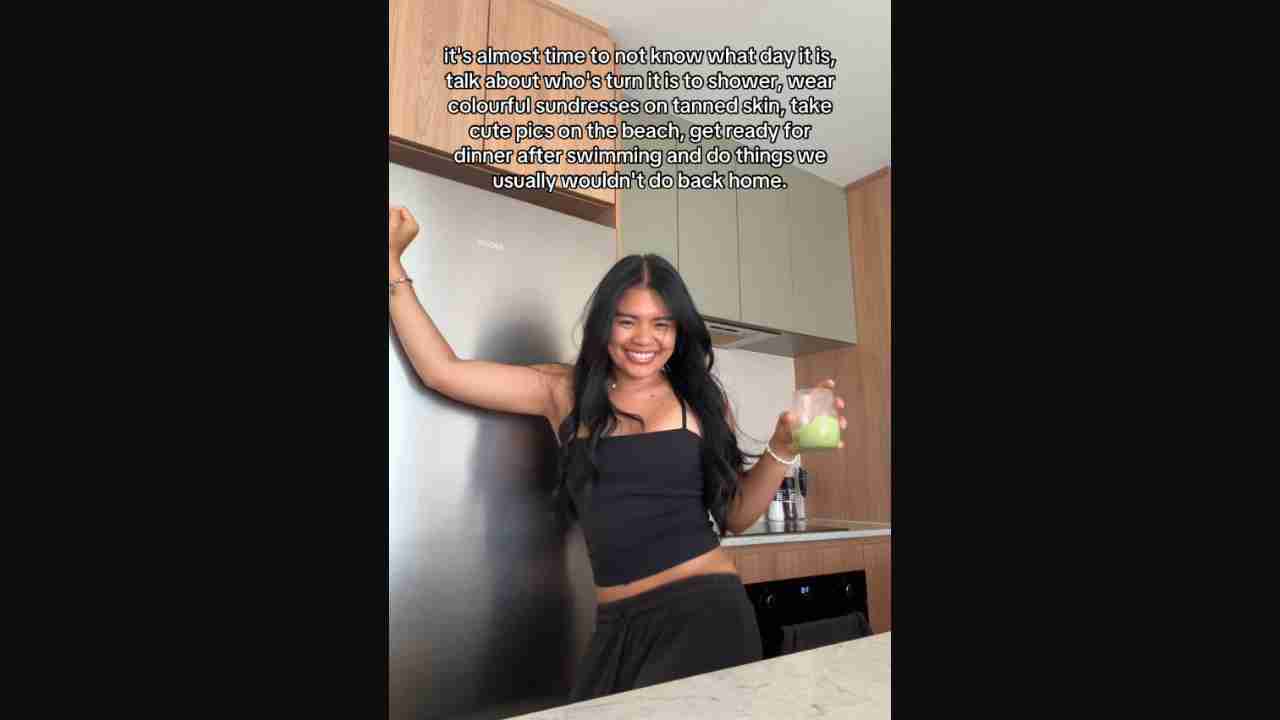 it's almost time to not know what day it is,
talk about who's turn it is to shower, wear
colourful sundresses on tanned skin, take
cute pics on the beach, get ready for
dinner after swimming and do things we
usually wouldn't do back home.